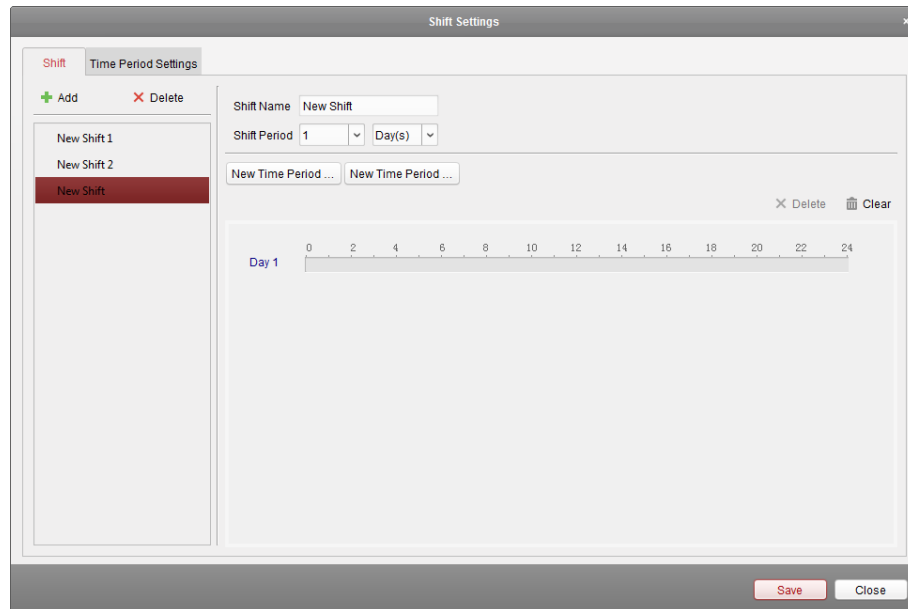 Shift Settings
×
Shift
Time Period Settings
Add
Delete
New Shift 1
New Shift 2
New Shift
Shift Name New Shift
Shift Period 1 Day(s)
New Time Period ... New Time Period ...
Delete Clear
0 2 4 6 8 10 12 14 16 18 20 22 24
Day 1
Save Close